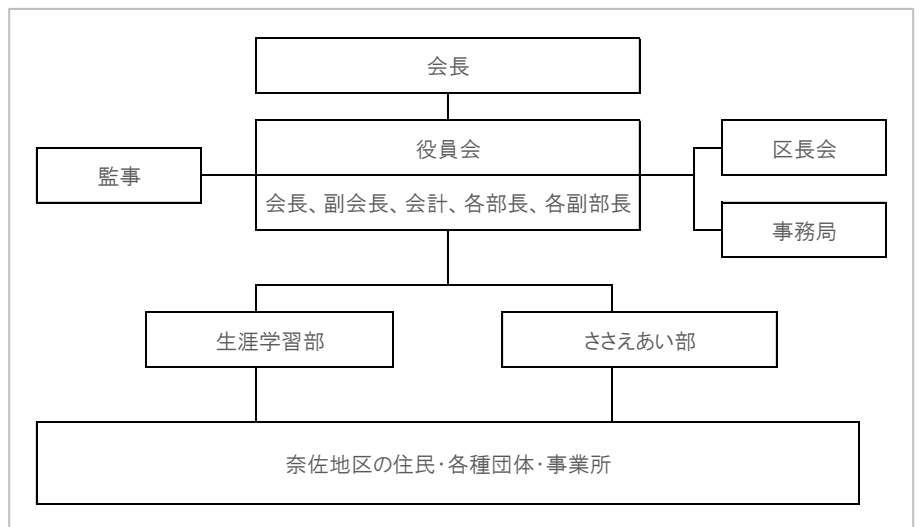 会長
役員会
会長、副会長、会計、各部長、各副部長
監事
区長会
事務局
生涯学習部
ささえあい部
奈佐地区の住民・各種団体・事業所